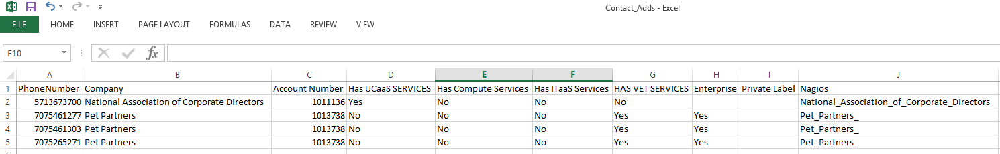 Contact_Adds - Excel
FILE HOME INSERT PAGE LAYOUT FORMULAS DATA REVIEW VIEW
F10 fx
A B C D E F G H I J
1 PhoneNumber Company Account Number Has UCaaS SERVICES Has Compute Services Has ITaaS Services HAS VET SERVICES Enterprise Private Label Nagios
2 5713673700 National Association of Corporate Directors 1011136 Yes No No No National_Association_of_Corporate_Directors
3 7075461277 Pet Partners 1013738 No No No Yes Yes Pet_Partners_
4 7075461303 Pet Partners 1013738 No No No Yes Yes Pet_Partners_
5 7075265271 Pet Partners 1013738 No No No Yes Yes Pet_Partners_